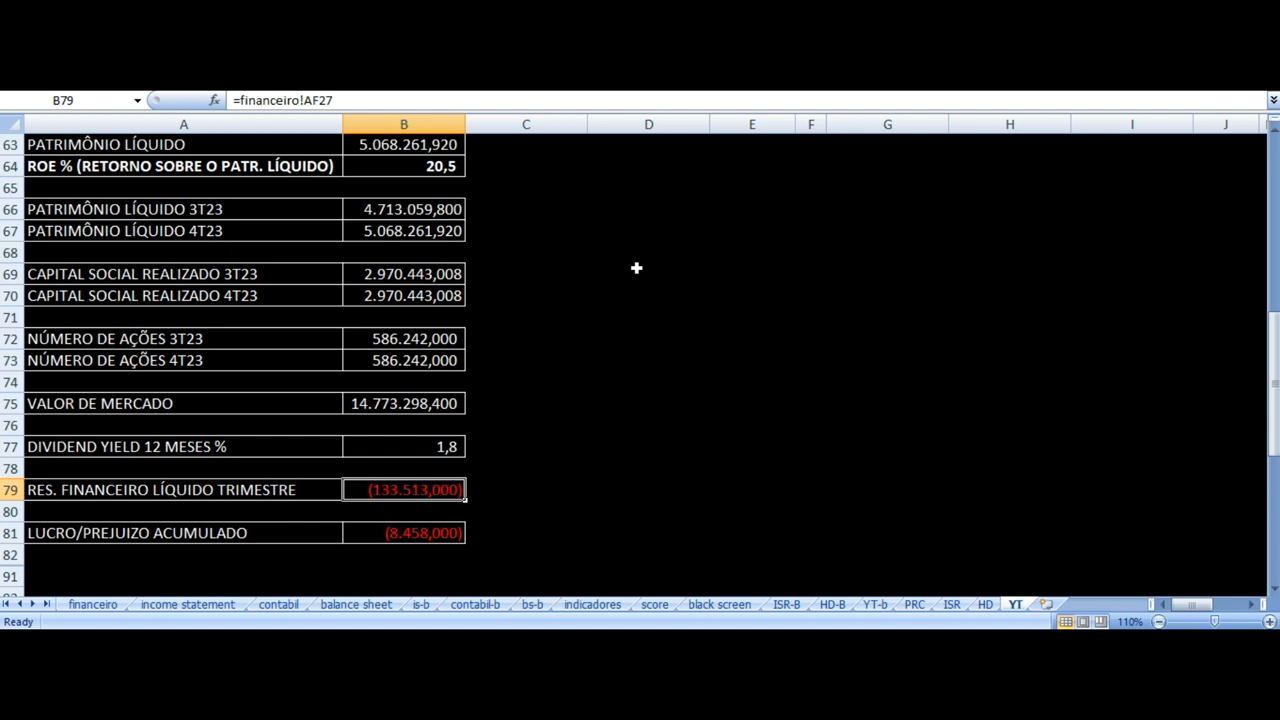 B79 fx =financeiro!AF27
A B C D E F G H I J
63 PATRIMÔNIO LÍQUIDO 5.068.261,920
64 ROE % (RETORNO SOBRE O PATR. LÍQUIDO) 20,5
65
66 PATRIMÔNIO LÍQUIDO 3T23 4.713.059,800
67 PATRIMÔNIO LÍQUIDO 4T23 5.068.261,920
68
69 CAPITAL SOCIAL REALIZADO 3T23 2.970.443,008
70 CAPITAL SOCIAL REALIZADO 4T23 2.970.443,008
71
72 NÚMERO DE AÇÕES 3T23 586.242,000
73 NÚMERO DE AÇÕES 4T23 586.242,000
74
75 VALOR DE MERCADO 14.773.298,400
76
77 DIVIDEND YIELD 12 MESES % 1,8
78
79 RES. FINANCEIRO LÍQUIDO TRIMESTRE (133.513,000)
80
81 LUCRO/PREJUIZO ACUMULADO (8.458,000)
82
91
financeiro income statement contabil balance sheet is-b contabil-b bs-b indicadores score black screen ISR-B HD-B YT-b PRC ISR HD YT
Ready 110%